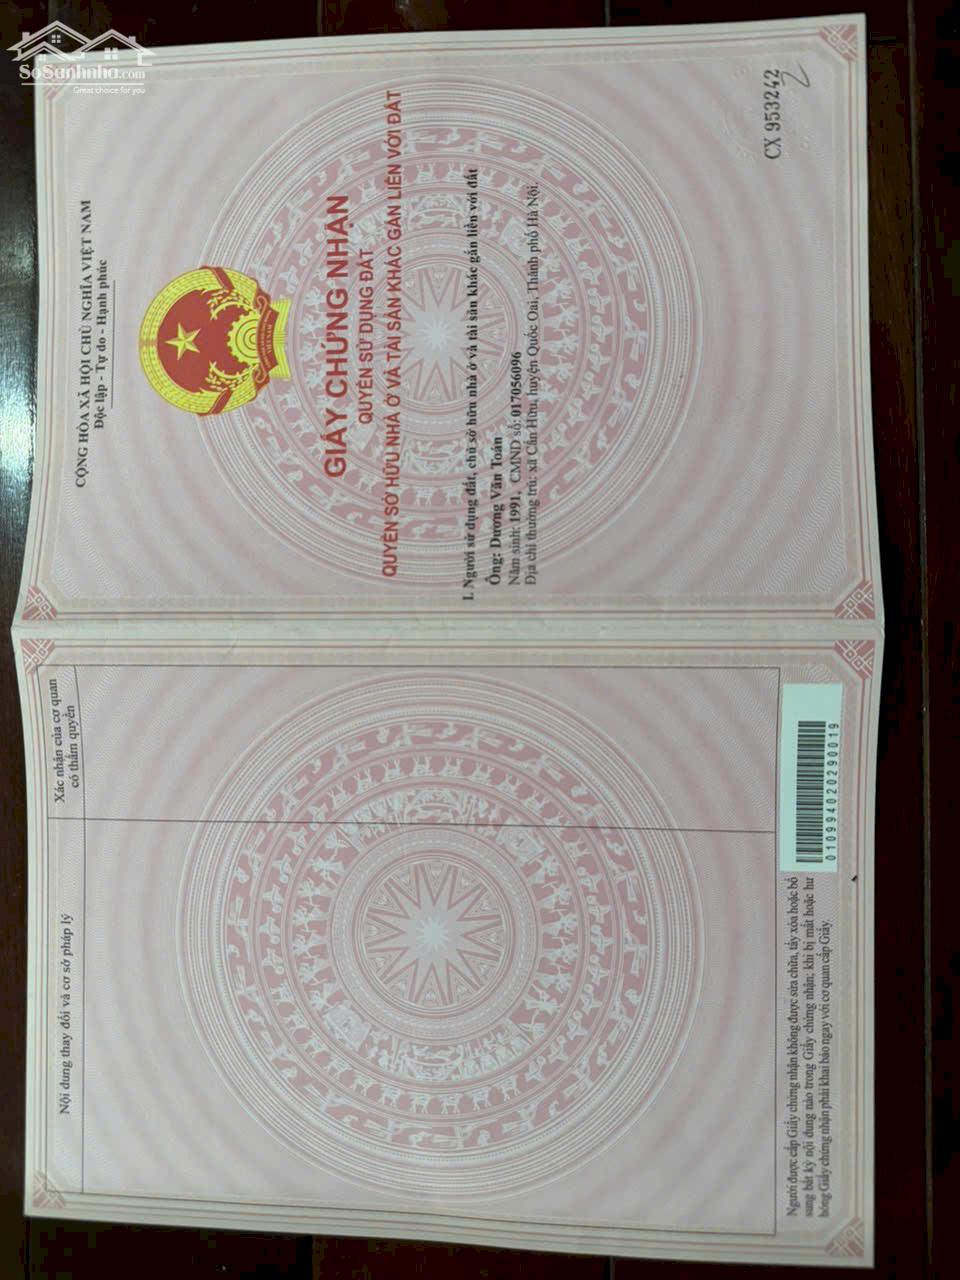 SoSanhnha.com
Great choice for you
CỘNG HÒA XÃ HỘI CHỦ NGHĨA VIỆT NAM
Độc lập - Tự do - Hạnh phúc
VIỆT NAM
GIẤY CHỨNG NHẬN
QUYỀN SỬ DỤNG ĐẤT
QUYỀN SỞ HỮU NHÀ Ở VÀ TÀI SẢN KHÁC GẮN LIỀN VỚI ĐẤT
I. Người sử dụng đất, chủ sở hữu nhà ở và tài sản khác gắn liền với đất
Ông: Dương Văn Toán
Năm sinh: 1991, CMND số: 017056096
Địa chỉ thường trú: xã Cấn Hữu, huyện Quốc Oai, Thành phố Hà Nội.
CX 953242
2
Nội dung thay đổi và cơ sở pháp lý
Xác nhận của cơ quan
có thẩm quyền
Người được cấp Giấy chứng nhận không được sửa chữa, tẩy xóa hoặc bổ
sung bất kỳ nội dung nào trong Giấy chứng nhận; khi bị mất hoặc hư
hỏng Giấy chứng nhận phải khai báo ngay với cơ quan cấp Giấy.
010994020290019